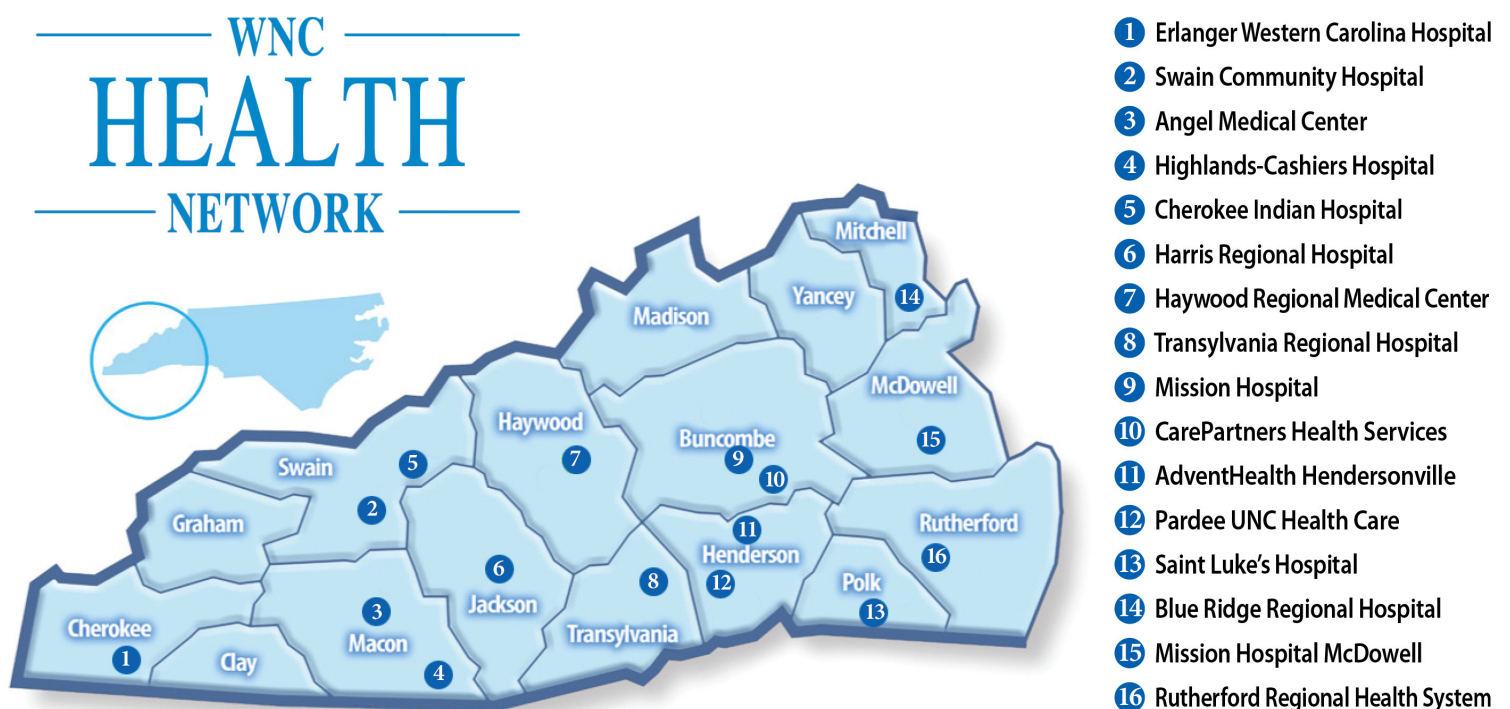 WNC
HEALTH
NETWORK
1 Erlanger Western Carolina Hospital
2 Swain Community Hospital
3 Angel Medical Center
4 Highlands-Cashiers Hospital
5 Cherokee Indian Hospital
6 Harris Regional Hospital
7 Haywood Regional Medical Center
8 Transylvania Regional Hospital
9 Mission Hospital
10 CarePartners Health Services
11 AdventHealth Hendersonville
12 Pardee UNC Health Care
13 Saint Luke's Hospital
14 Blue Ridge Regional Hospital
15 Mission Hospital McDowell
16 Rutherford Regional Health System
Mitchell
14
Yancey
Madison
McDowell
15
Haywood
7
Buncombe
9
10
Swain
5
2
Graham
Rutherford
16
11
Henderson
12
Polk
13
6
Jackson
8
Transylvania
3
Macon
4
Cherokee
1
Clay